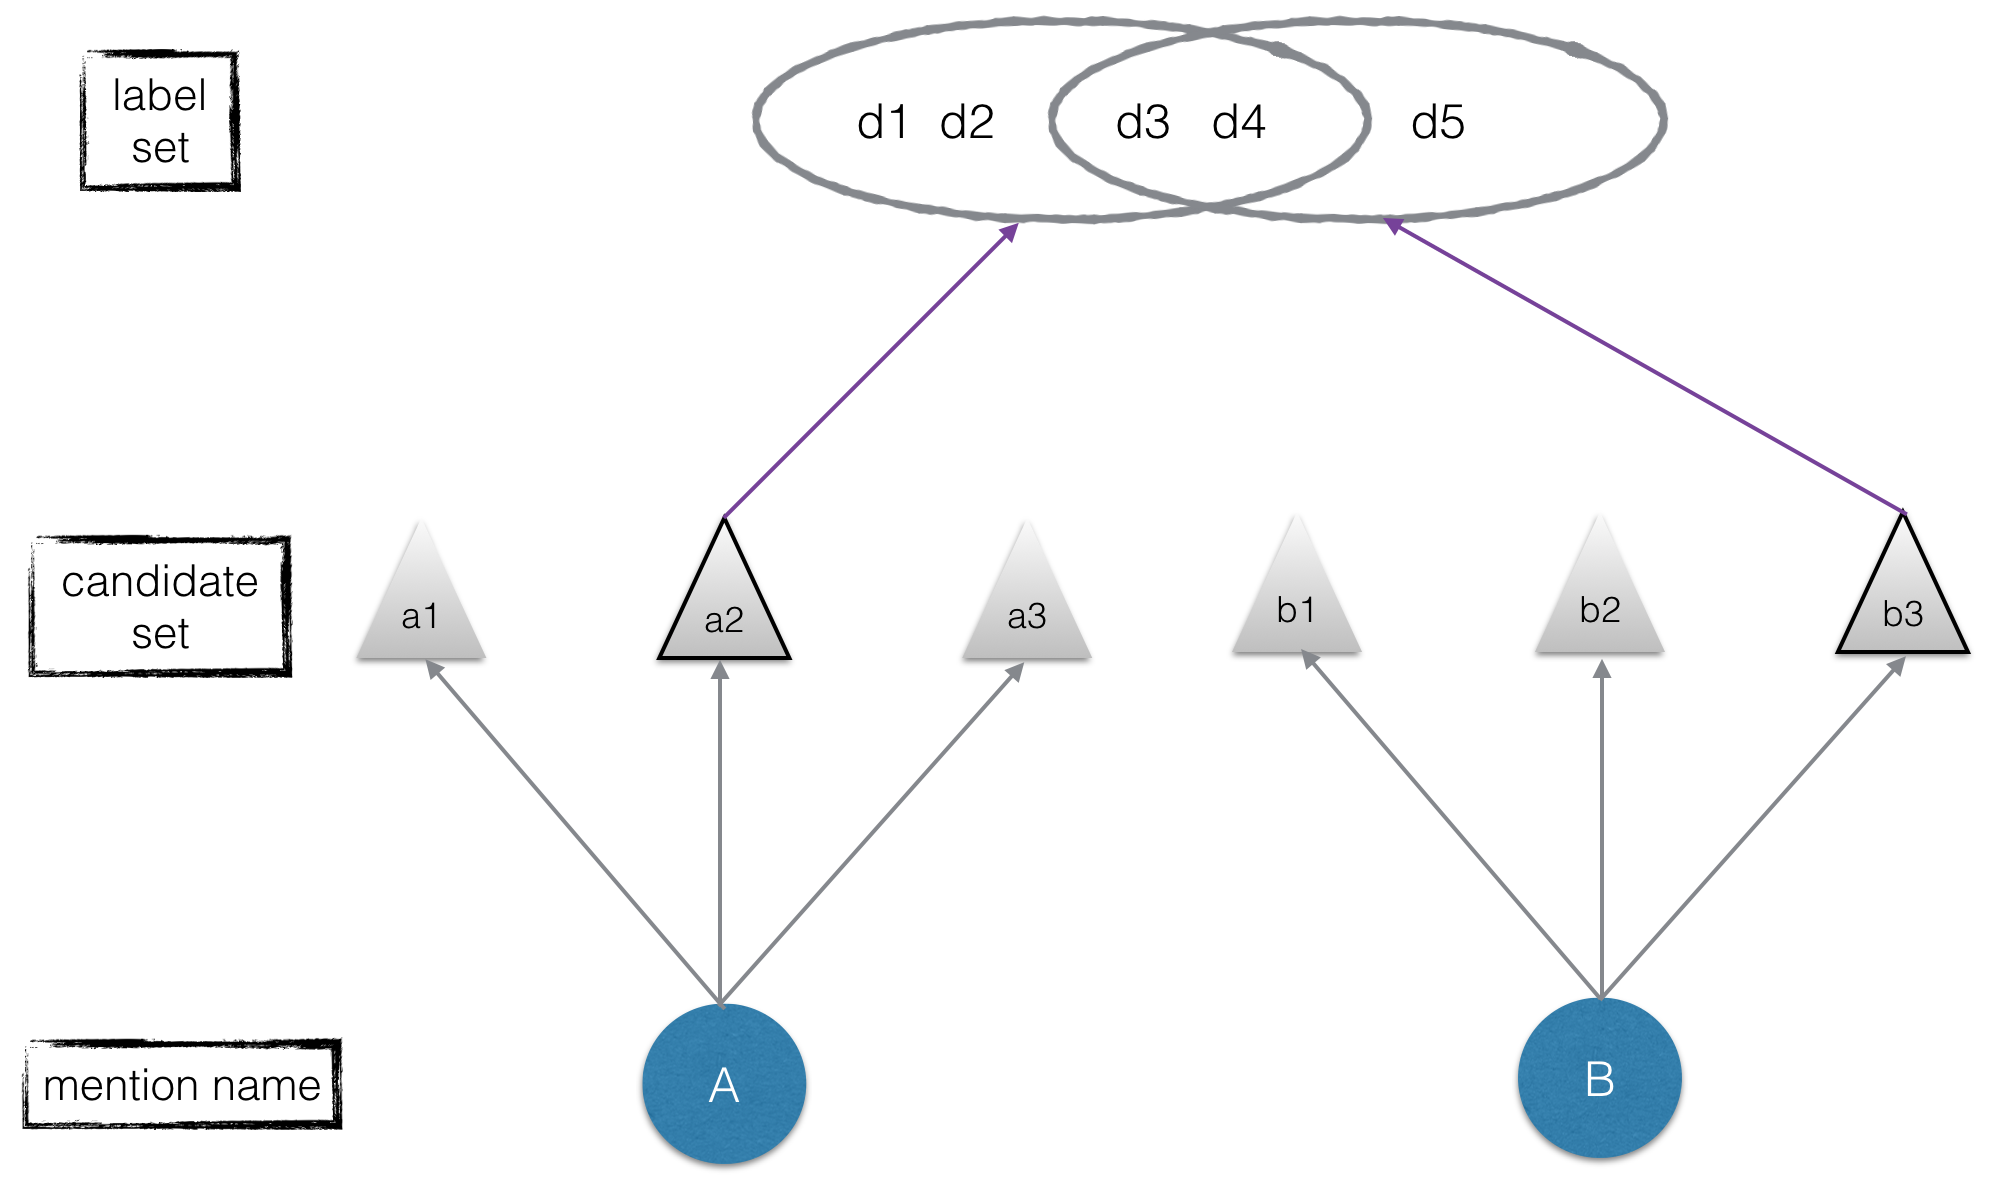 label
set
d1 d2 d3 d4 d5
candidate
set
a1 a2 a3 b1 b2 b3
mention name
A B